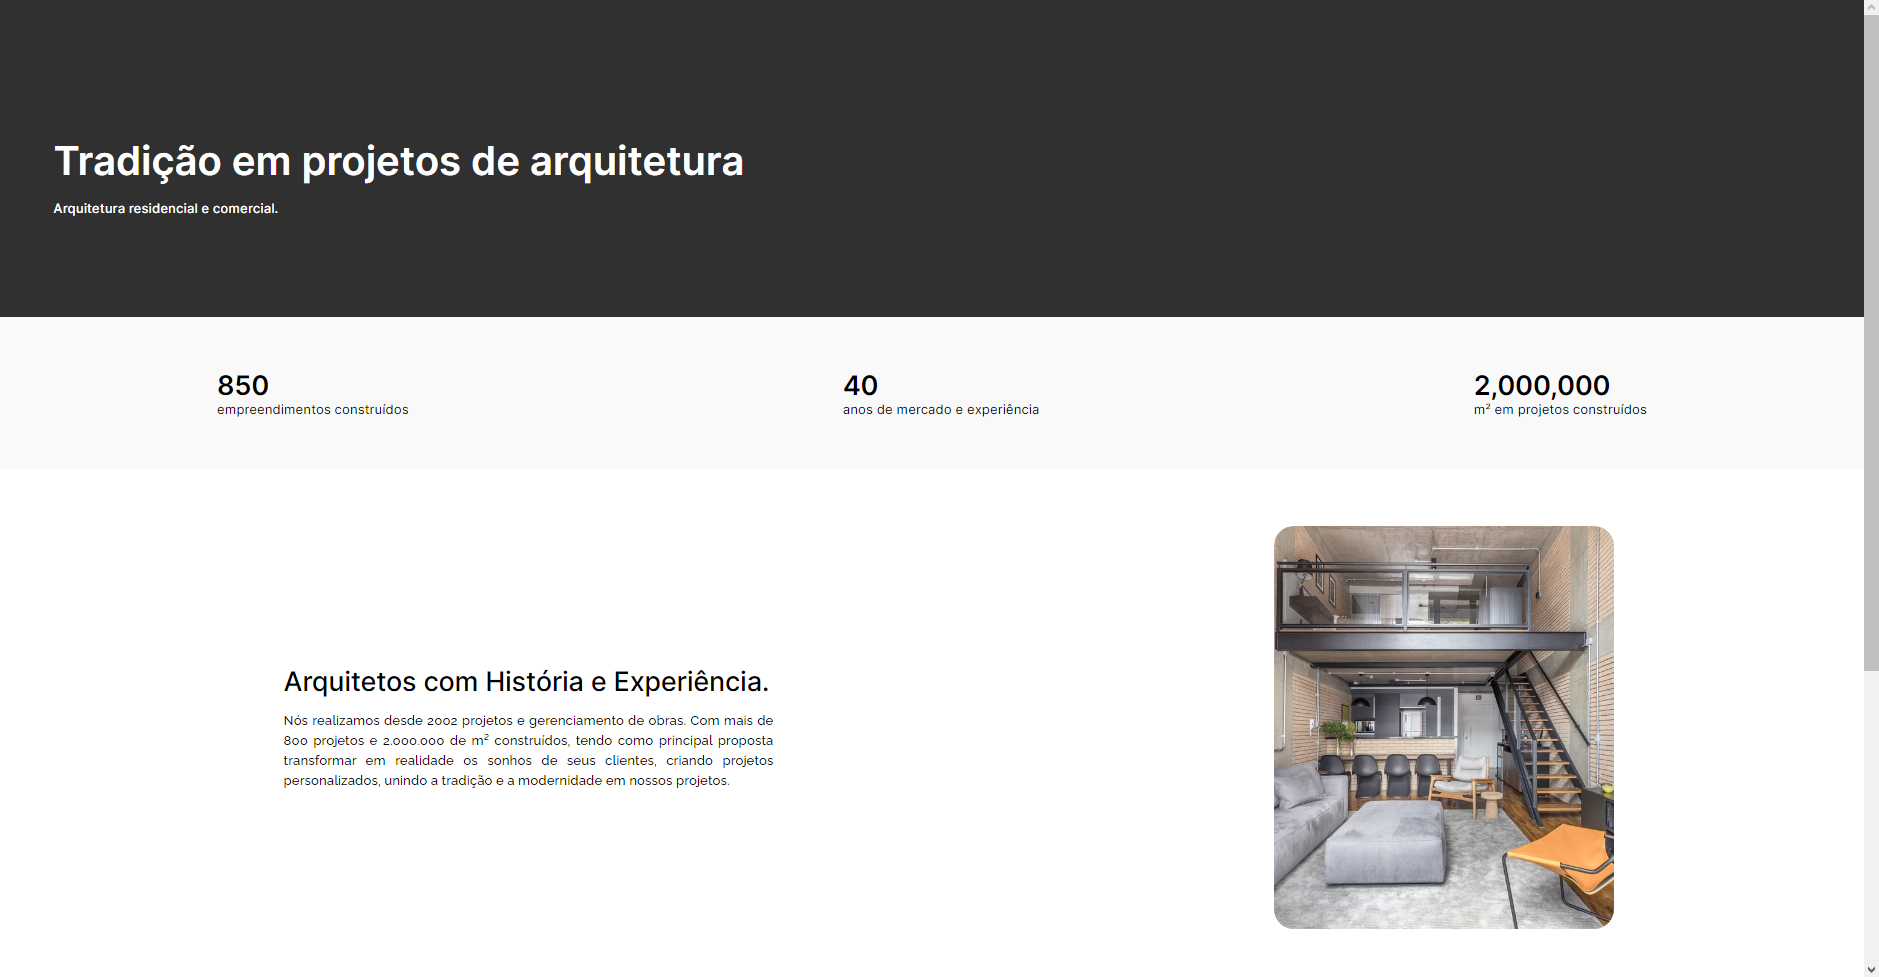 Tradição em projetos de arquitetura
Arquitetura residencial e comercial.
850
empreendimentos construídos
40
anos de mercado e experiência
2,000,000
m² em projetos construídos
Arquitetos com História e Experiência.
Nós realizamos desde 2002 projetos e gerenciamento de obras. Com mais de
800 projetos e 2.000.000 de m² construídos, tendo como principal proposta
transformar em realidade os sonhos de seus clientes, criando projetos
personalizados, unindo a tradição e a modernidade em nossos projetos.